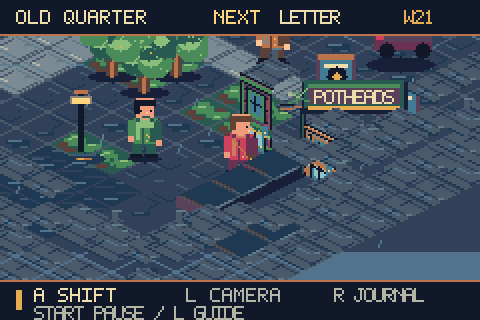 OLD QUARTER NEXT LETTER W21
POTHEADS
A SHIFT L CAMERA R JOURNAL
START PAUSE / L GUIDE